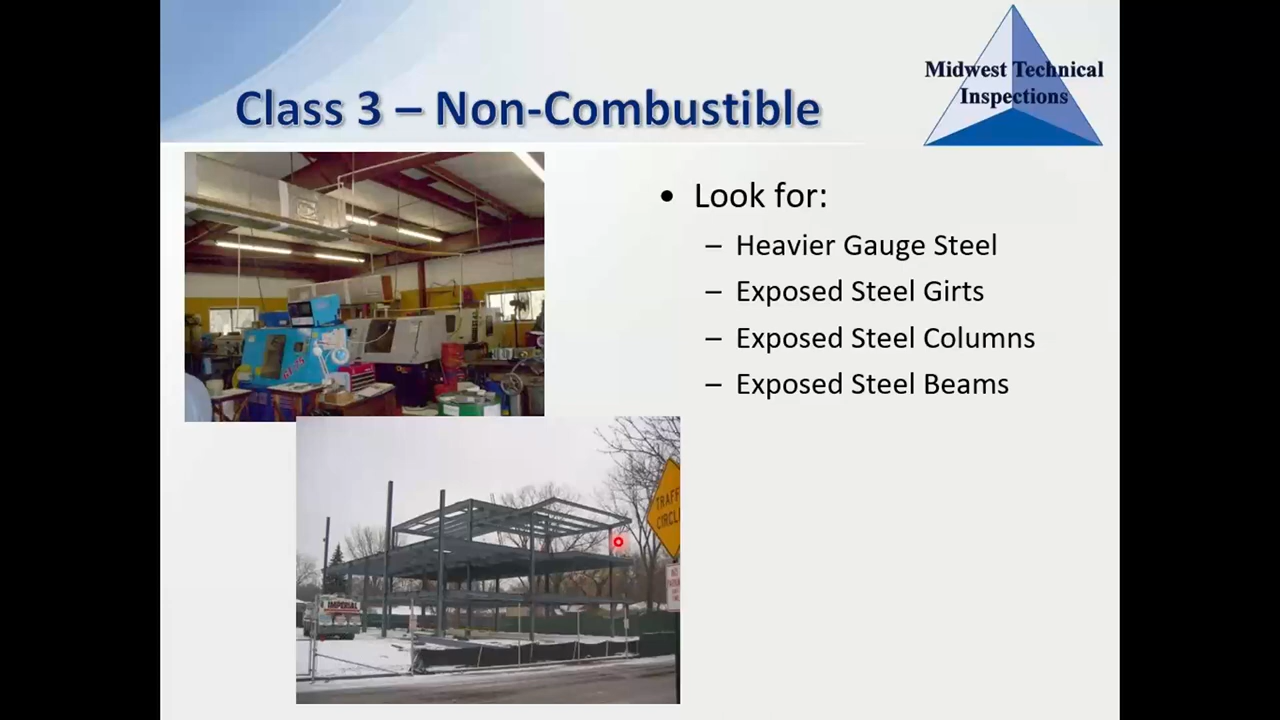 Midwest Technical
Inspections
Class 3 – Non-Combustible
• Look for:
– Heavier Gauge Steel
– Exposed Steel Girts
– Exposed Steel Columns
– Exposed Steel Beams
IMPERIAL